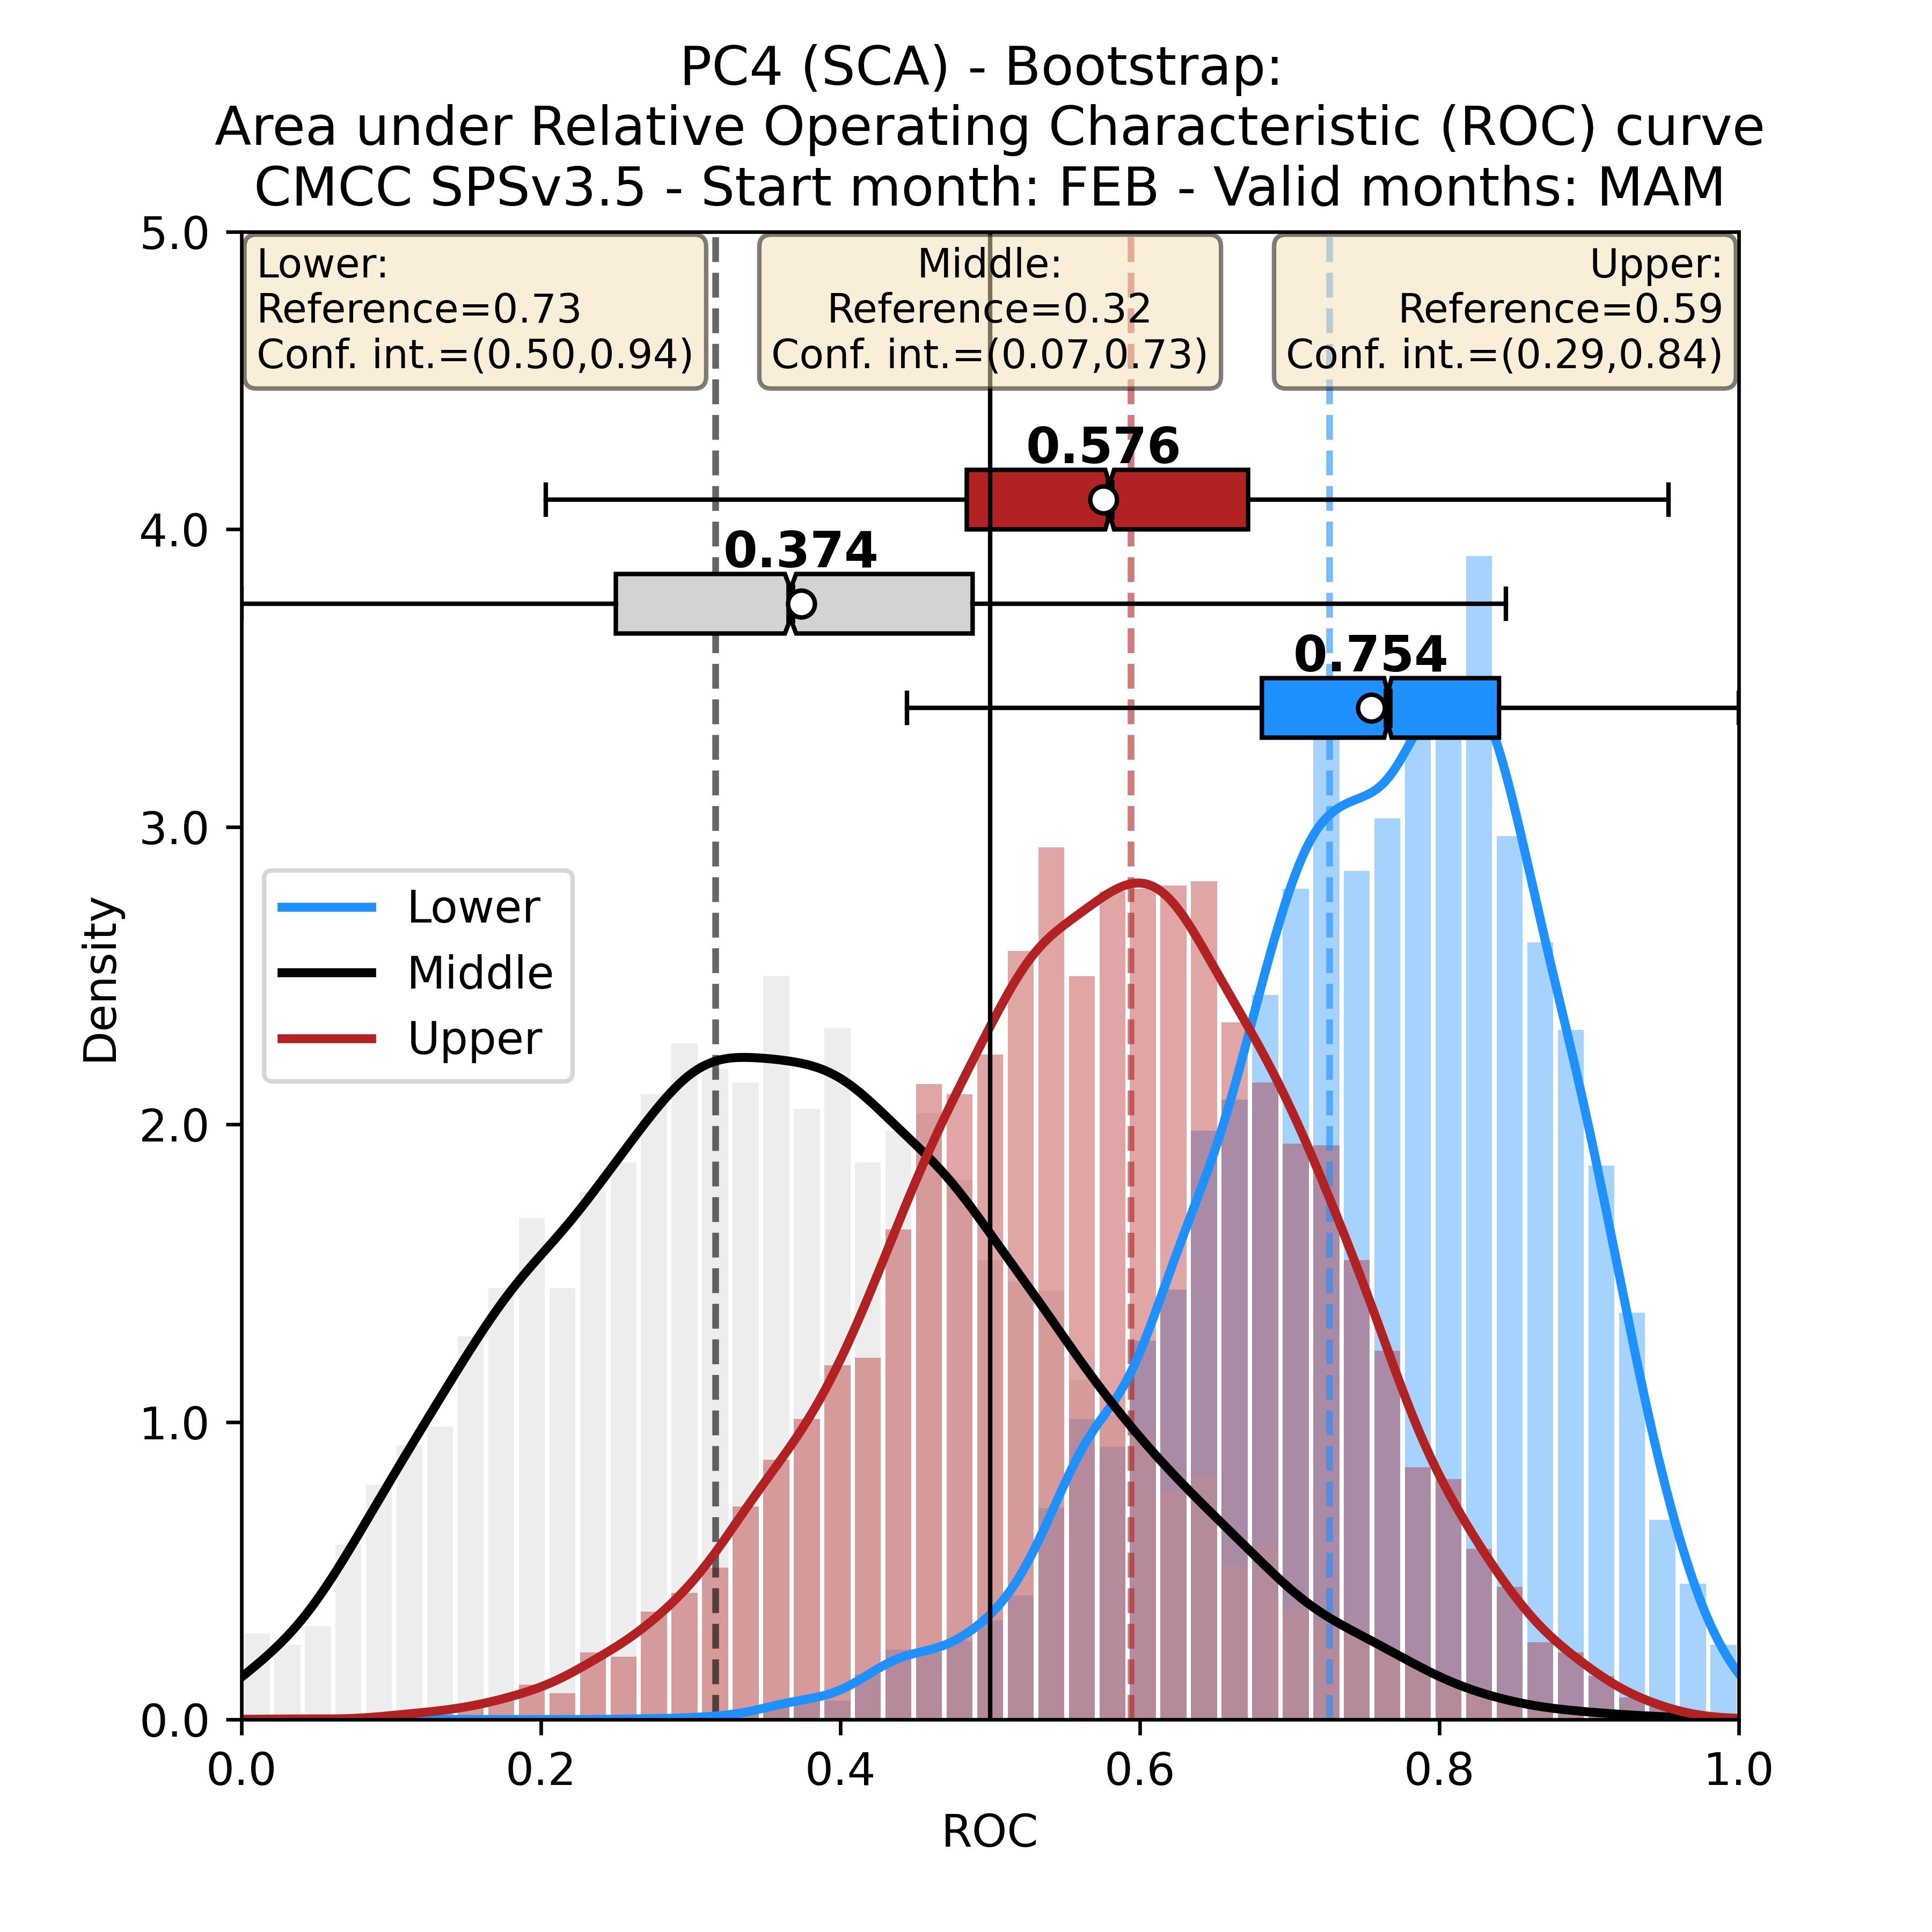 PC4 (SCA) - Bootstrap:
Area under Relative Operating Characteristic (ROC) curve
CMCC SPSv3.5 - Start month: FEB - Valid months: MAM
Lower:
Reference=0.73
Conf. int.=(0.50,0.94)
Middle:
Reference=0.32
Conf. int.=(0.07,0.73)
Upper:
Reference=0.59
Conf. int.=(0.29,0.84)
0.576
0.374
0.754
Lower
Middle
Upper
Density
5.0
4.0
3.0
2.0
1.0
0.0
0.0 0.2 0.4 0.6 0.8 1.0
ROC